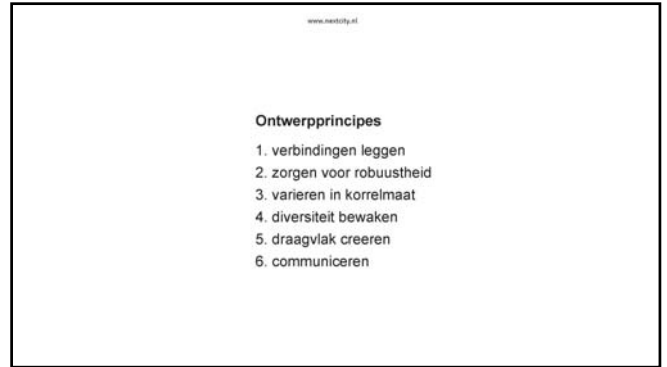 www.nextcity.nl
Ontwerpprincipes
1. verbindingen leggen
2. zorgen voor robuustheid
3. varieren in korrelmaat
4. diversiteit bewaken
5. draagvlak creeren
6. communiceren